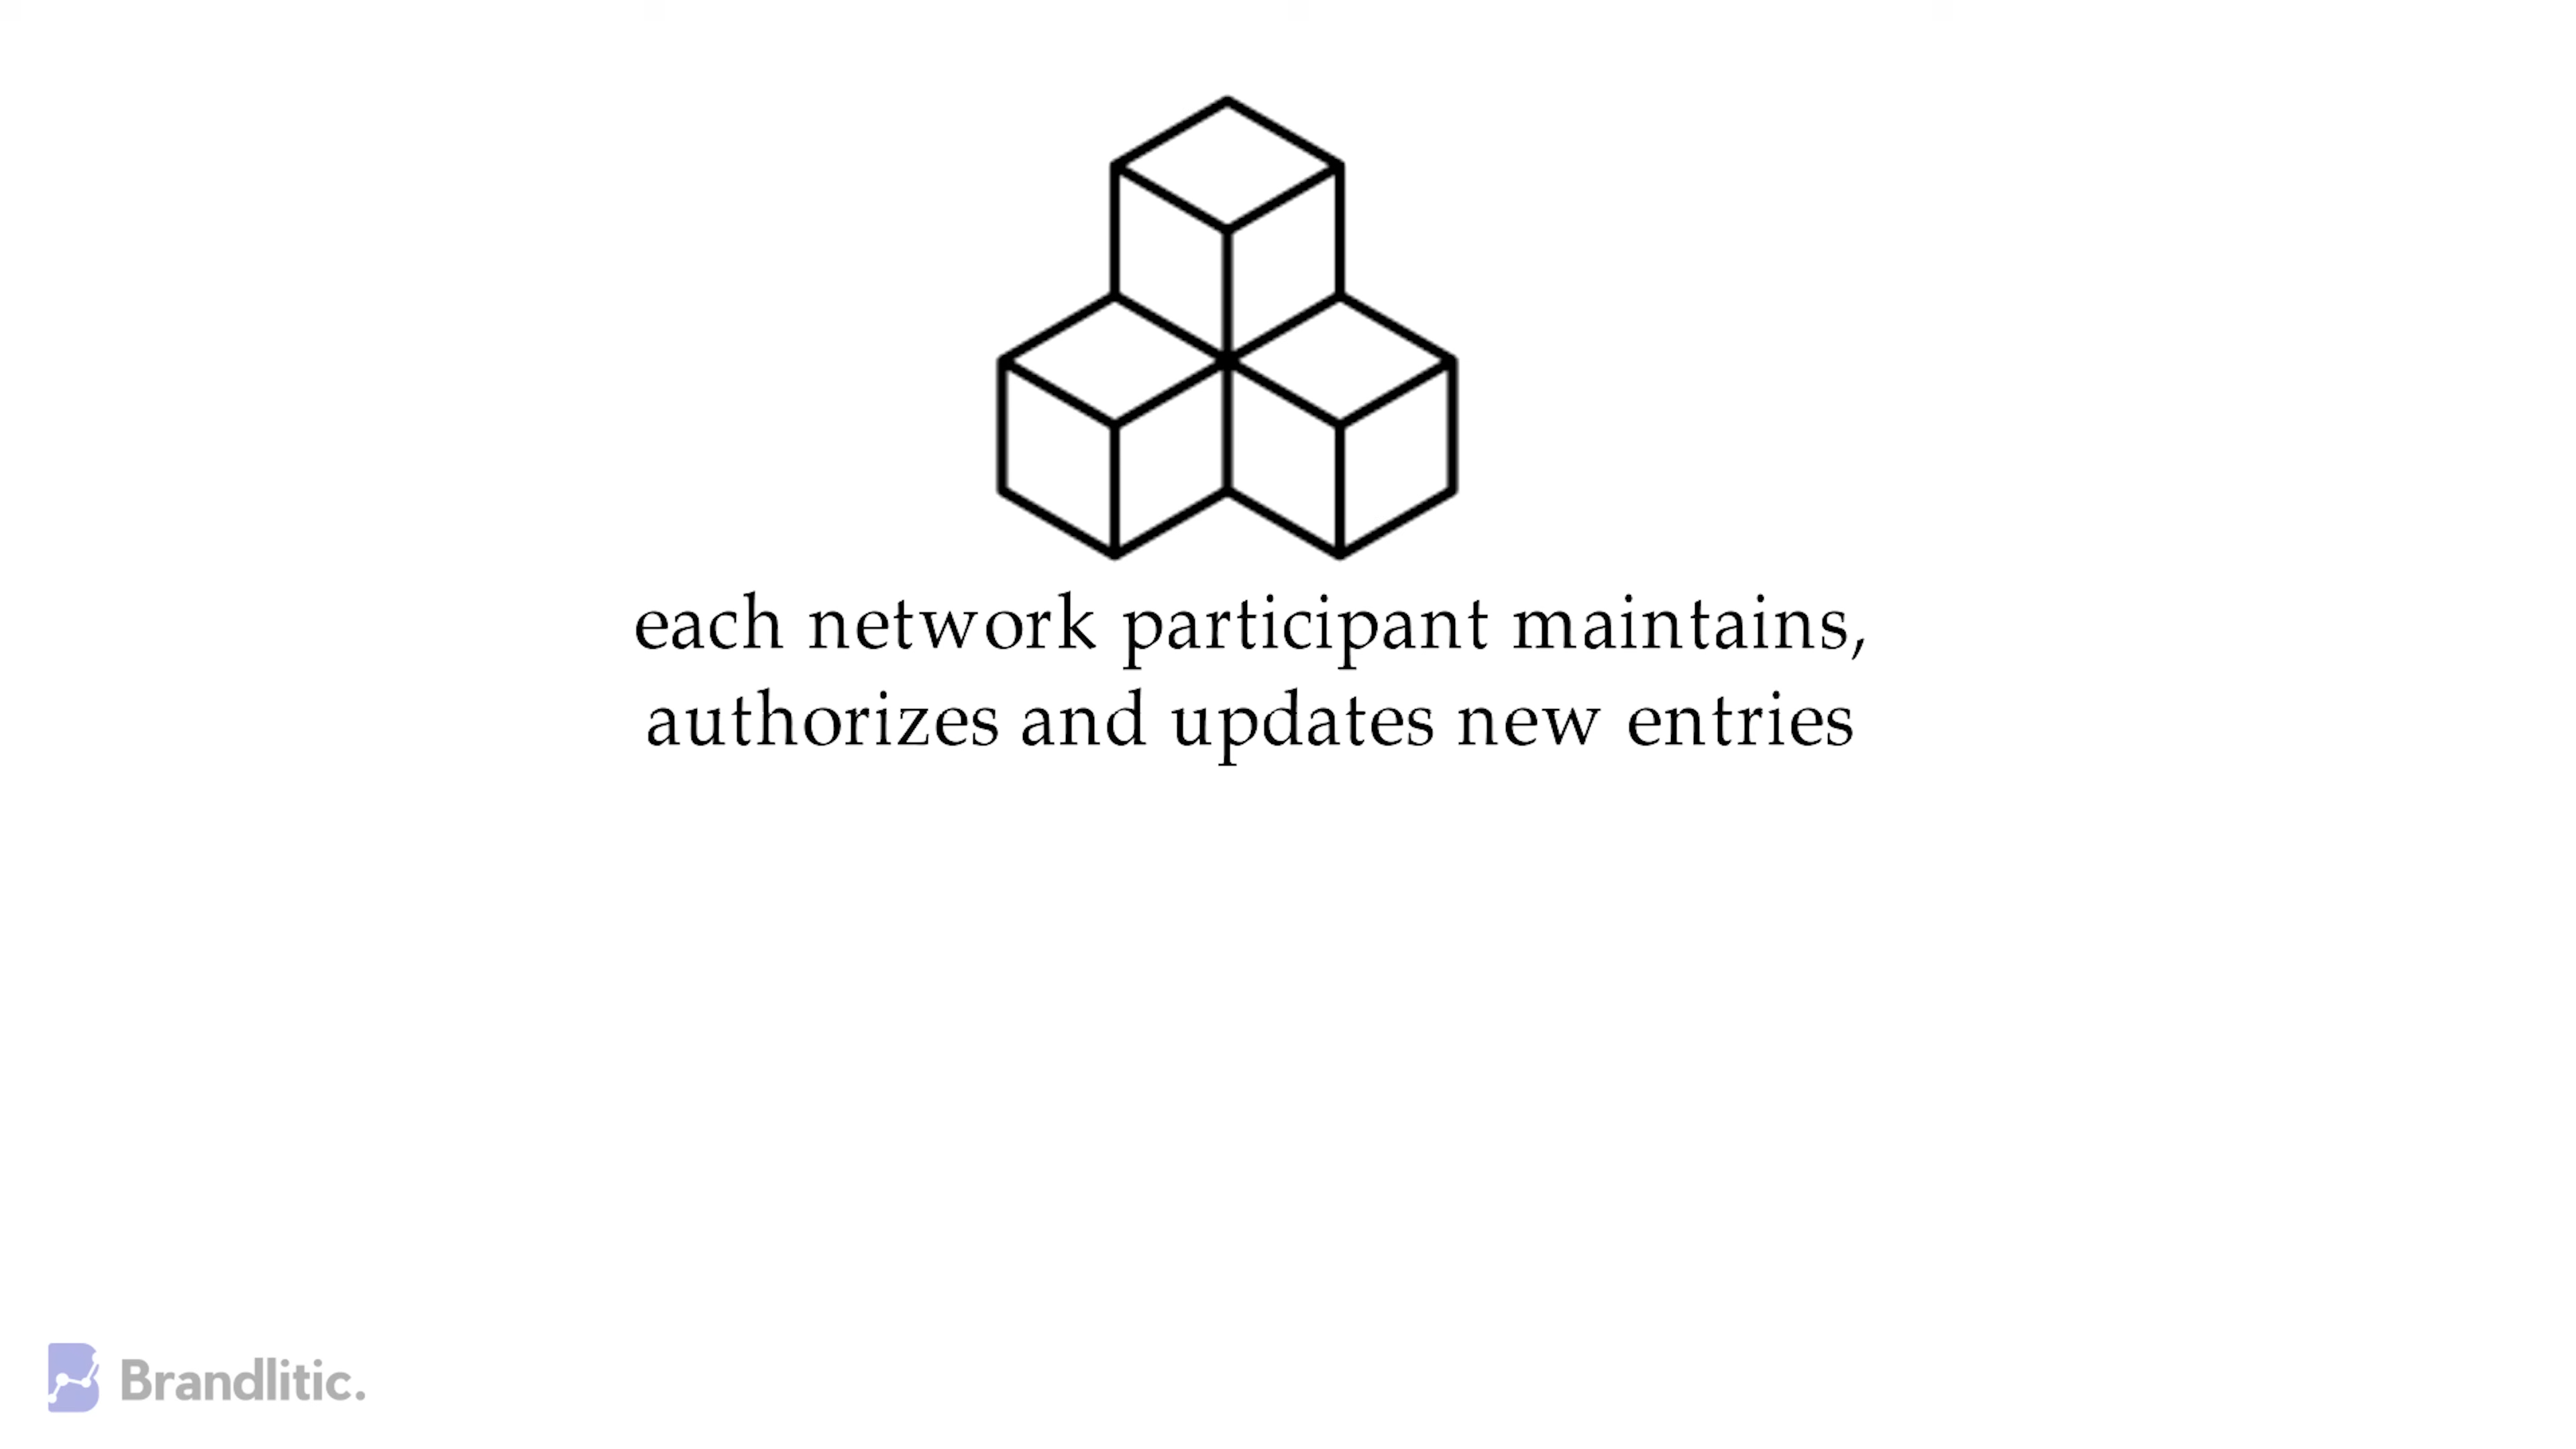 each network participant maintains,
authorizes and updates new entries
Brandlitic.